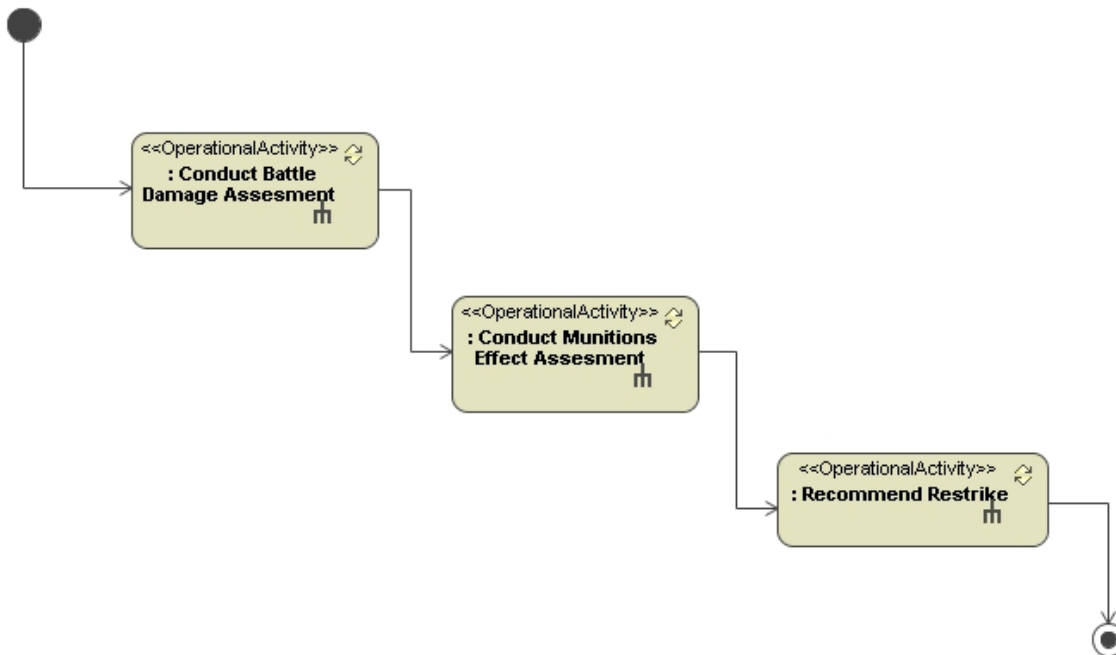 <<OperationalActivity>>
: Conduct Battle
Damage Assesment
<<OperationalActivity>>
: Conduct Munitions
Effect Assesment
<<OperationalActivity>>
: Recommend Restrike